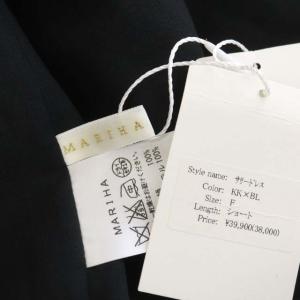 MARIHA
MARIHA
100%
100%
Style name: サザードレス
Color: KK×BL
Size: F
Length: ショート
Price: ¥39,900(38,000)